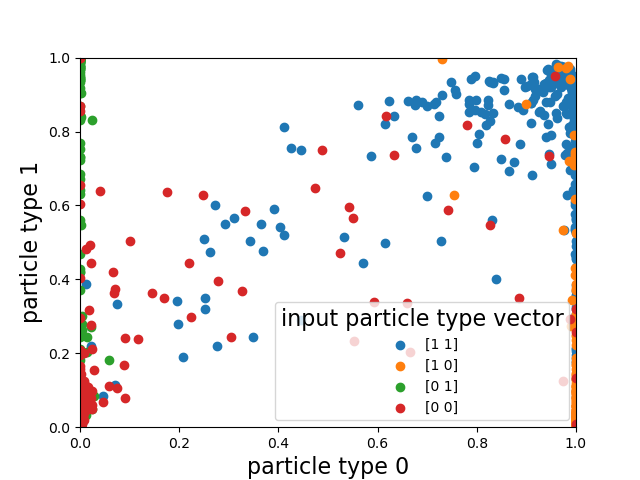 1.0
0.8
0.6
0.4
0.2
0.0
particle type 1
input particle type vector
[1 1]
[1 0]
[0 1]
[0 0]
0.0 0.2 0.4 0.6 0.8 1.0
particle type 0